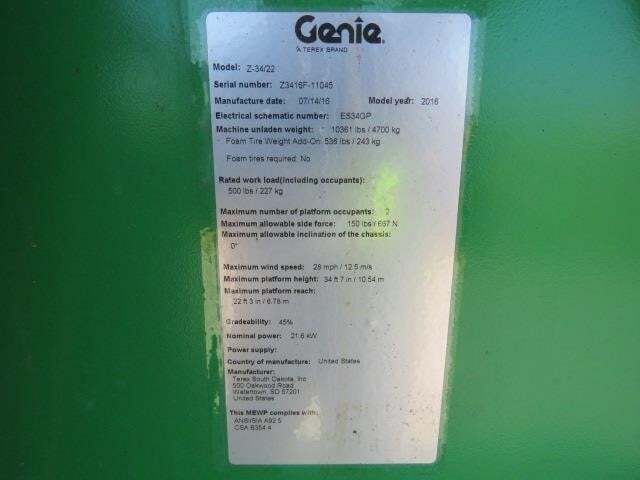 Genie
A TEREX BRAND
Model: Z-34/22
Serial number: Z3416F-11045
Manufacture date: 07/14/16 Model year: 2016
Electrical schematic number: ES34GP
Machine unladen weight: 10361 lbs / 4700 kg
Foam Tire Weight Add-On: 536 lbs / 243 kg
Foam tires required: No
Rated work load(including occupants):
500 lbs / 227 kg
Maximum number of platform occupants: 2
Maximum allowable side force: 150 lbs / 667 N
Maximum allowable inclination of the chassis:
0°
Maximum wind speed: 28 mph / 12.5 m/s
Maximum platform height: 34 ft 7 in / 10.54 m
Maximum platform reach:
22 ft 3 in / 6.78 m
Gradeability: 45%
Nominal power: 21.6 kW
Power supply:
Country of manufacture: United States
Manufacturer:
Terex South Dakota, Inc
500 Oakwood Road
Watertown, SD 57201
United States
This MEWP complies with:
ANSI/SIA A92.5
CSA B354.4